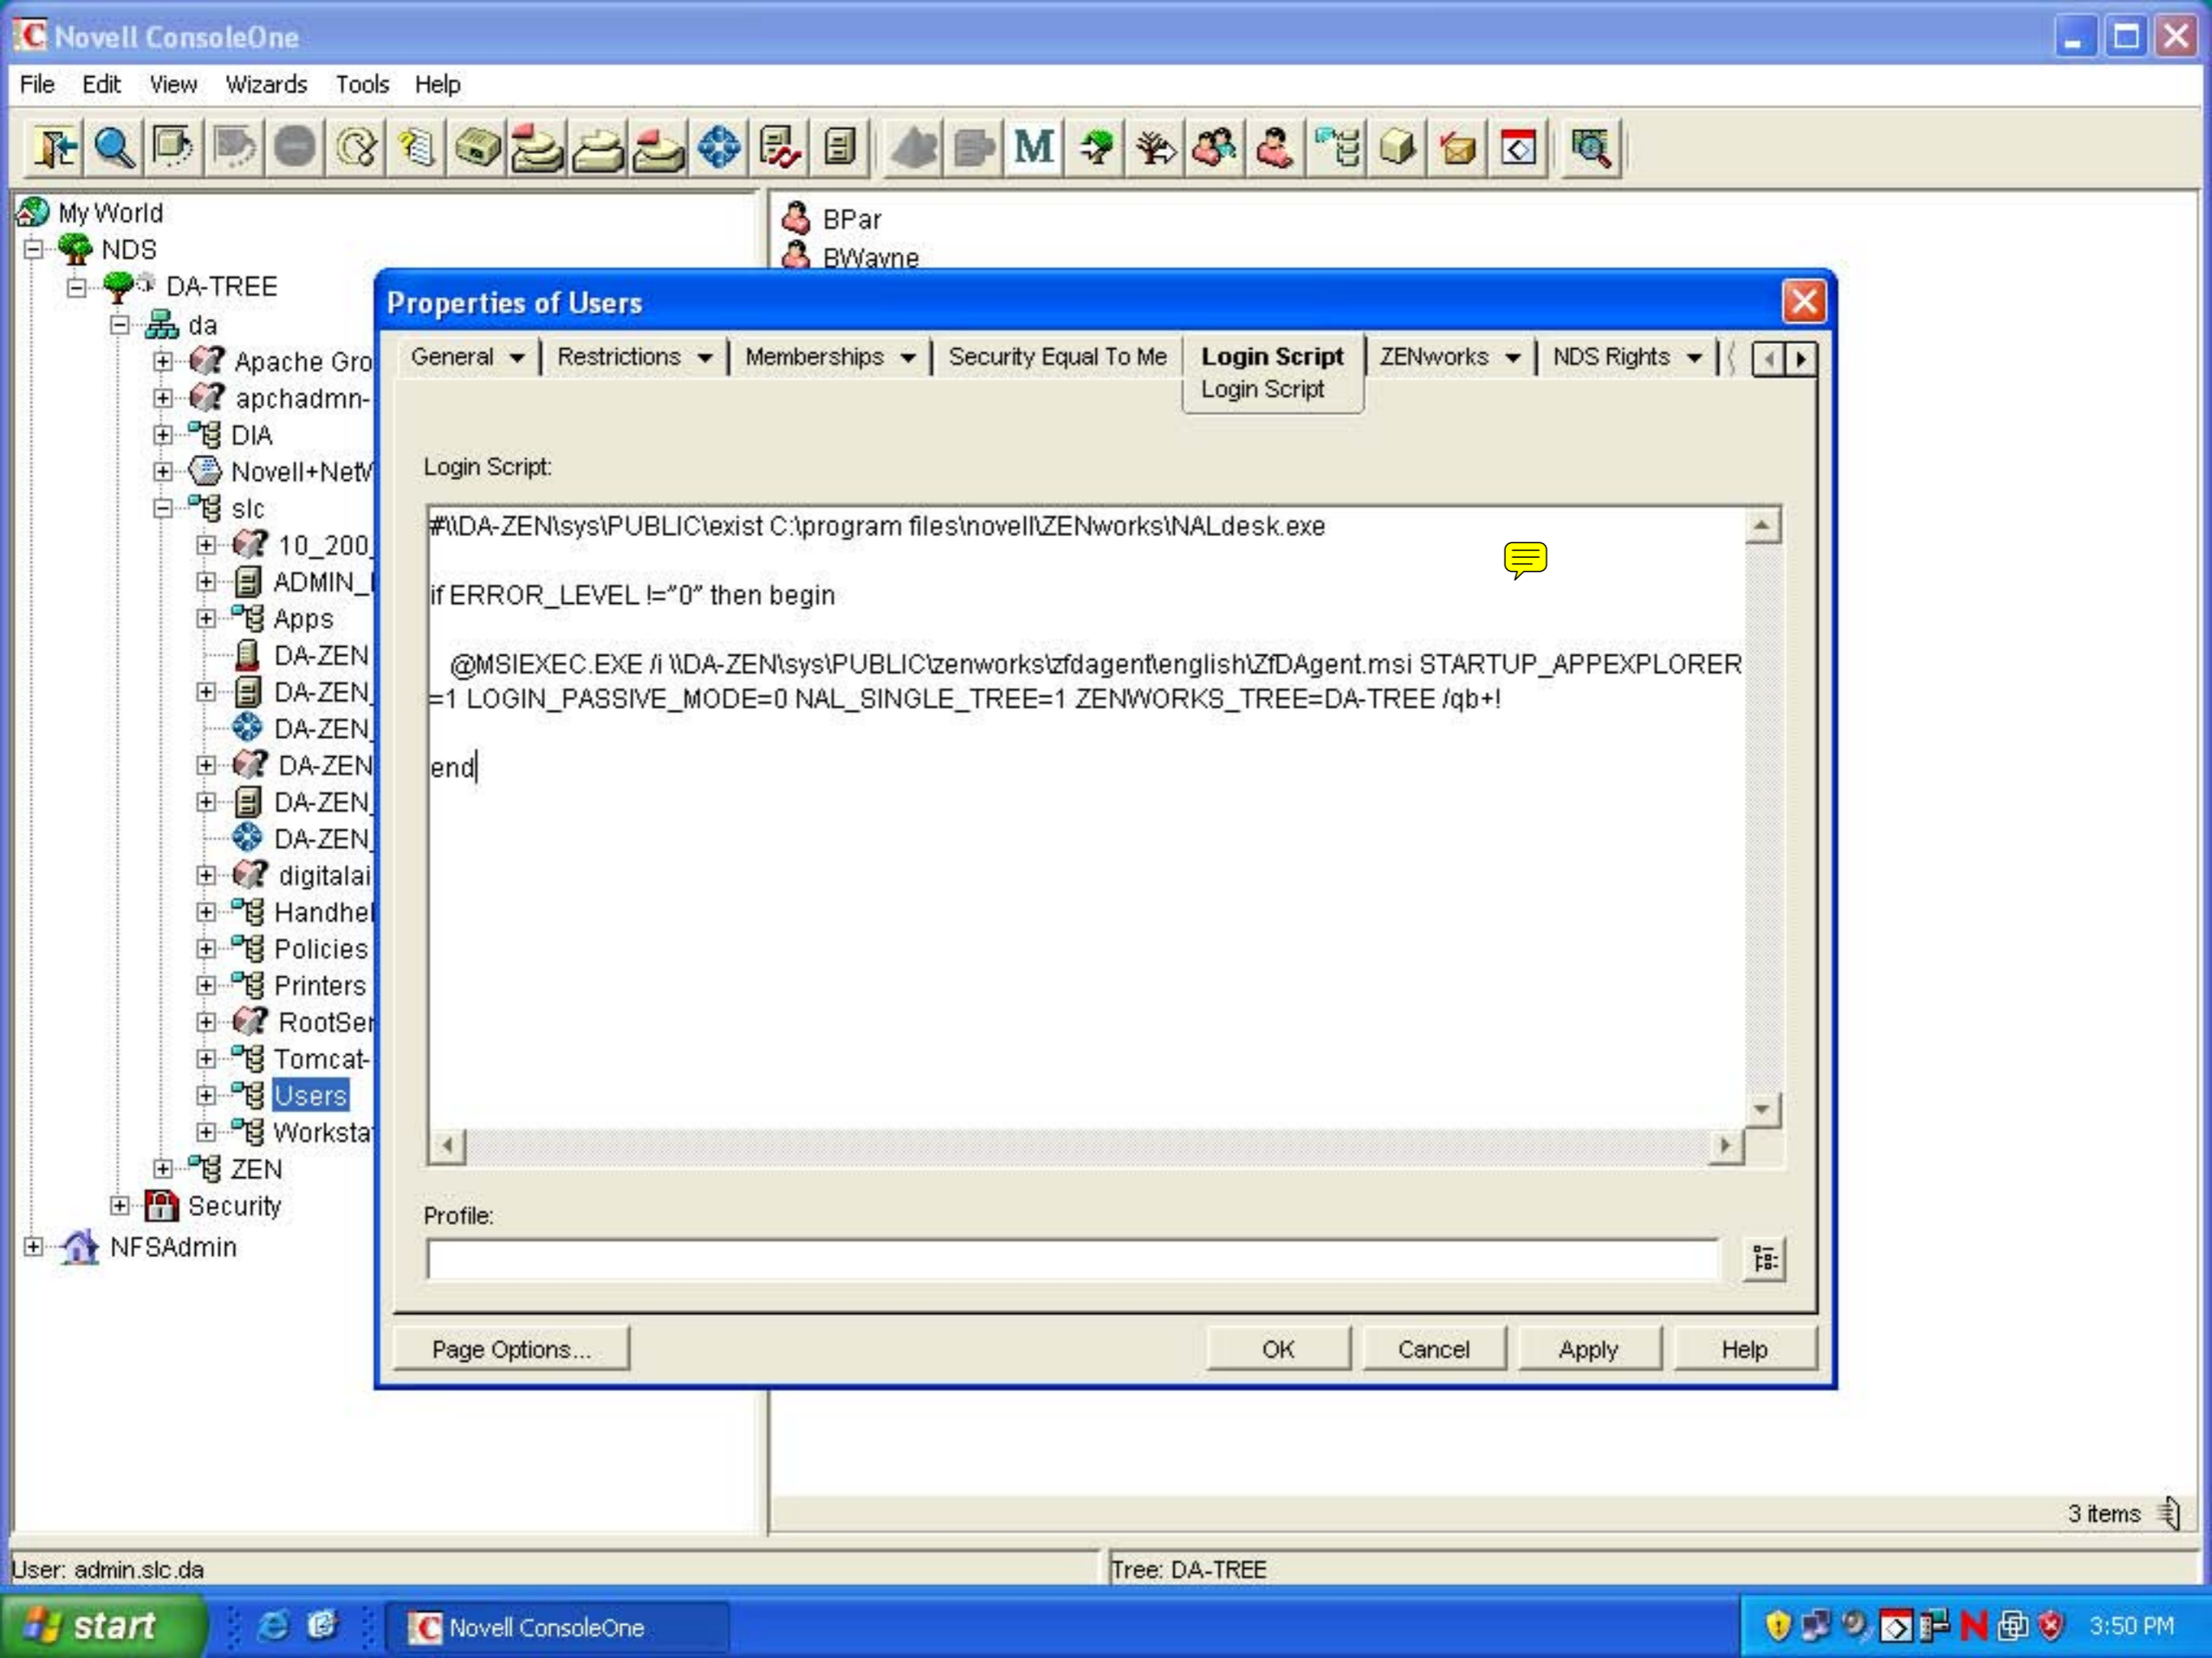 Novell ConsoleOne
File Edit View Wizards Tools Help
My World
NDS
DA-TREE
da
Apache Gro
apchadmn-
DIA
Novell+NetW
slc
10_200_
ADMIN_
Apps
DA-ZEN
DA-ZEN_
DA-ZEN_
DA-ZEN
DA-ZEN_
DA-ZEN_
digitalai
Handhel
Policies
Printers
RootSer
Tomcat-
Users
Worksta
ZEN
Security
NFSAdmin
BPar
BWayne
Properties of Users
General Restrictions Memberships Security Equal To Me Login Script ZENworks NDS Rights
Login Script
Login Script:
#\\DA-ZEN\sys\PUBLIC\exist C:\program files\novell\ZENworks\NALdesk.exe
if ERROR_LEVEL !="0" then begin
@MSIEXEC.EXE /i \\DA-ZEN\sys\PUBLIC\zenworks\zfdagent\english\ZfDAgent.msi STARTUP_APPEXPLORER
=1 LOGIN_PASSIVE_MODE=0 NAL_SINGLE_TREE=1 ZENWORKS_TREE=DA-TREE /qb+!
end
Profile:
Page Options... OK Cancel Apply Help
3 items
User: admin.slc.da Tree: DA-TREE
start Novell ConsoleOne 3:50 PM